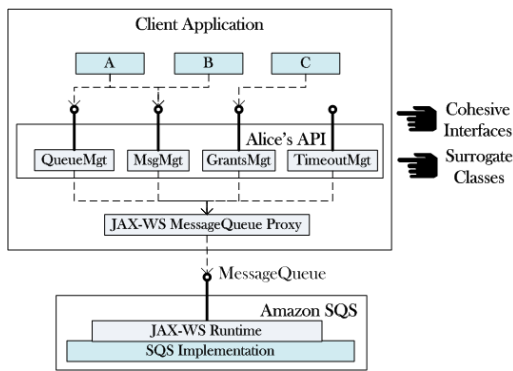 Client Application
A B C
Cohesive
Interfaces
Alice's API
QueueMgt MsgMgt GrantsMgt TimeoutMgt
Surrogate
Classes
JAX-WS MessageQueue Proxy
MessageQueue
Amazon SQS
JAX-WS Runtime
SQS Implementation